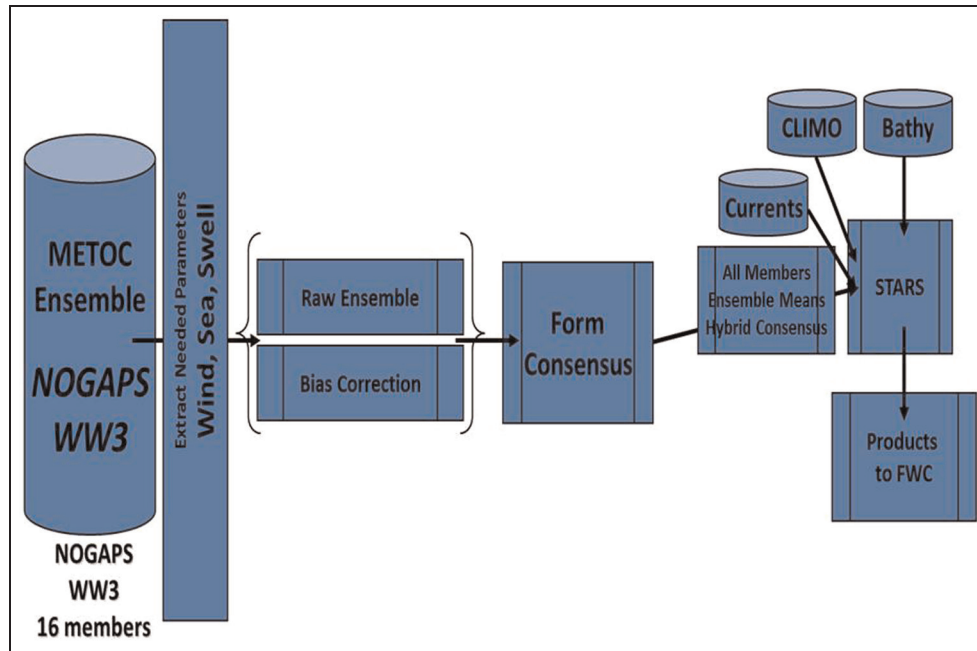 METOC
Ensemble
NOGAPS
WW3
NOGAPS
WW3
16 members
Extract Needed Parameters
Wind, Sea, Swell
Raw Ensemble
Bias Correction
Form
Consensus
All Members
Ensemble Means
Hybrid Consensus
CLIMO
Bathy
Currents
STARS
Products
to FWC